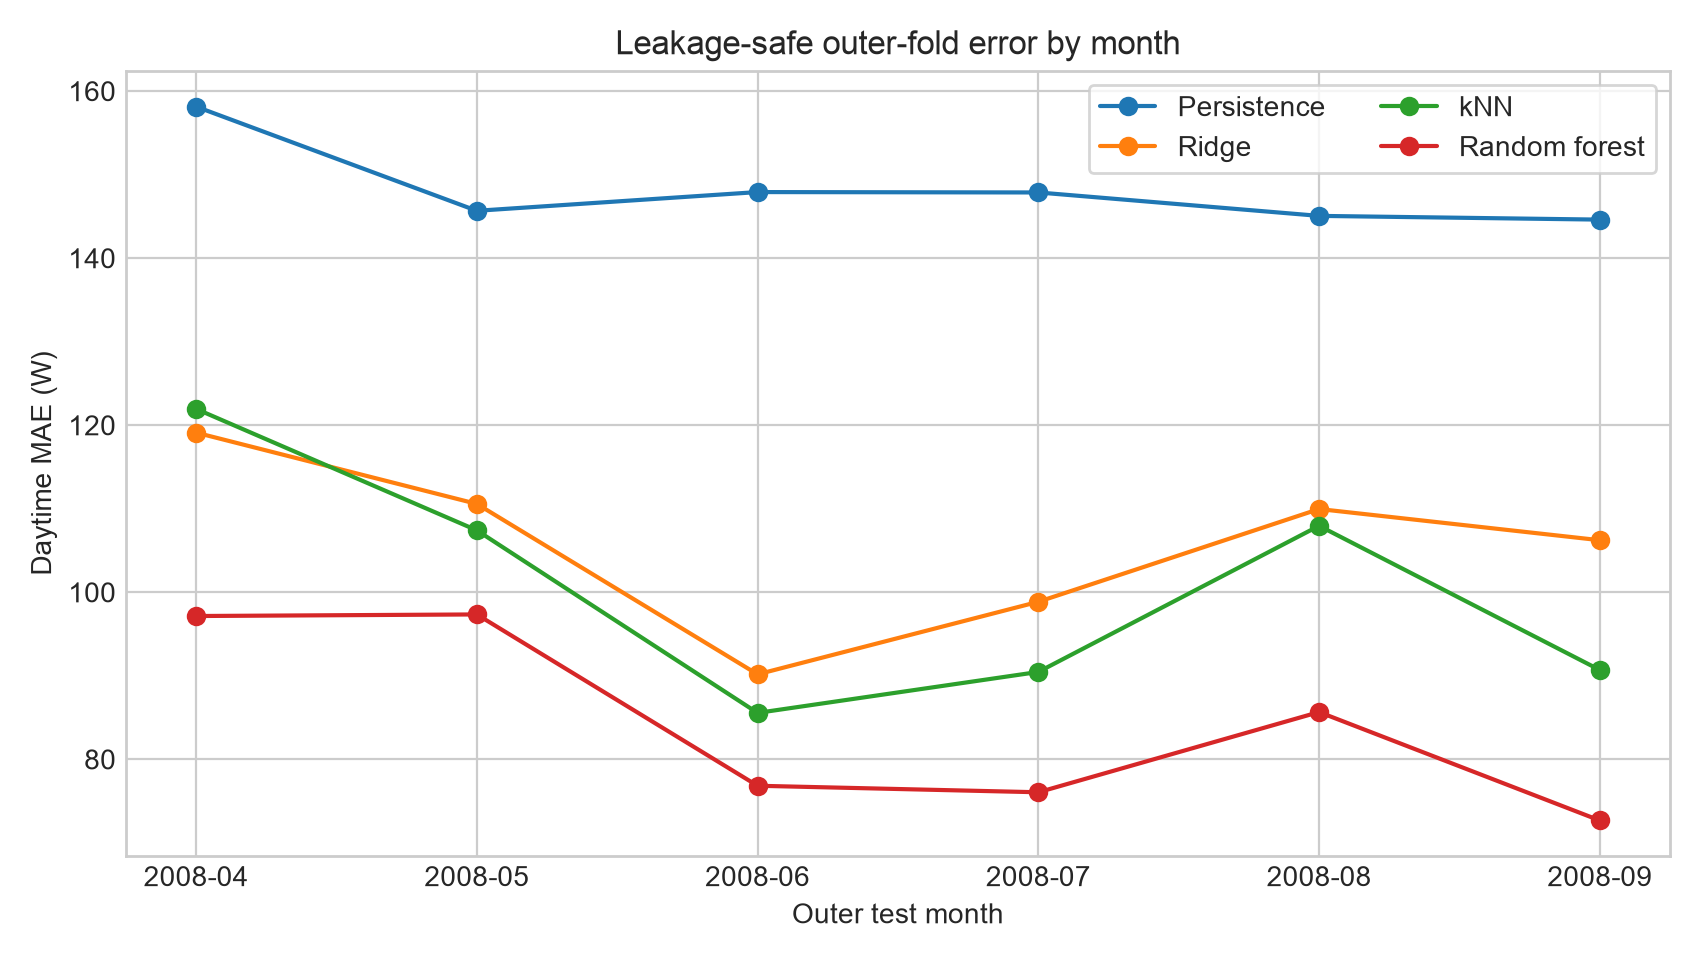 Leakage-safe outer-fold error by month
Persistence
Ridge
kNN
Random forest
160
140
120
100
80
Daytime MAE (W)
2008-04
2008-05
2008-06
2008-07
2008-08
2008-09
Outer test month